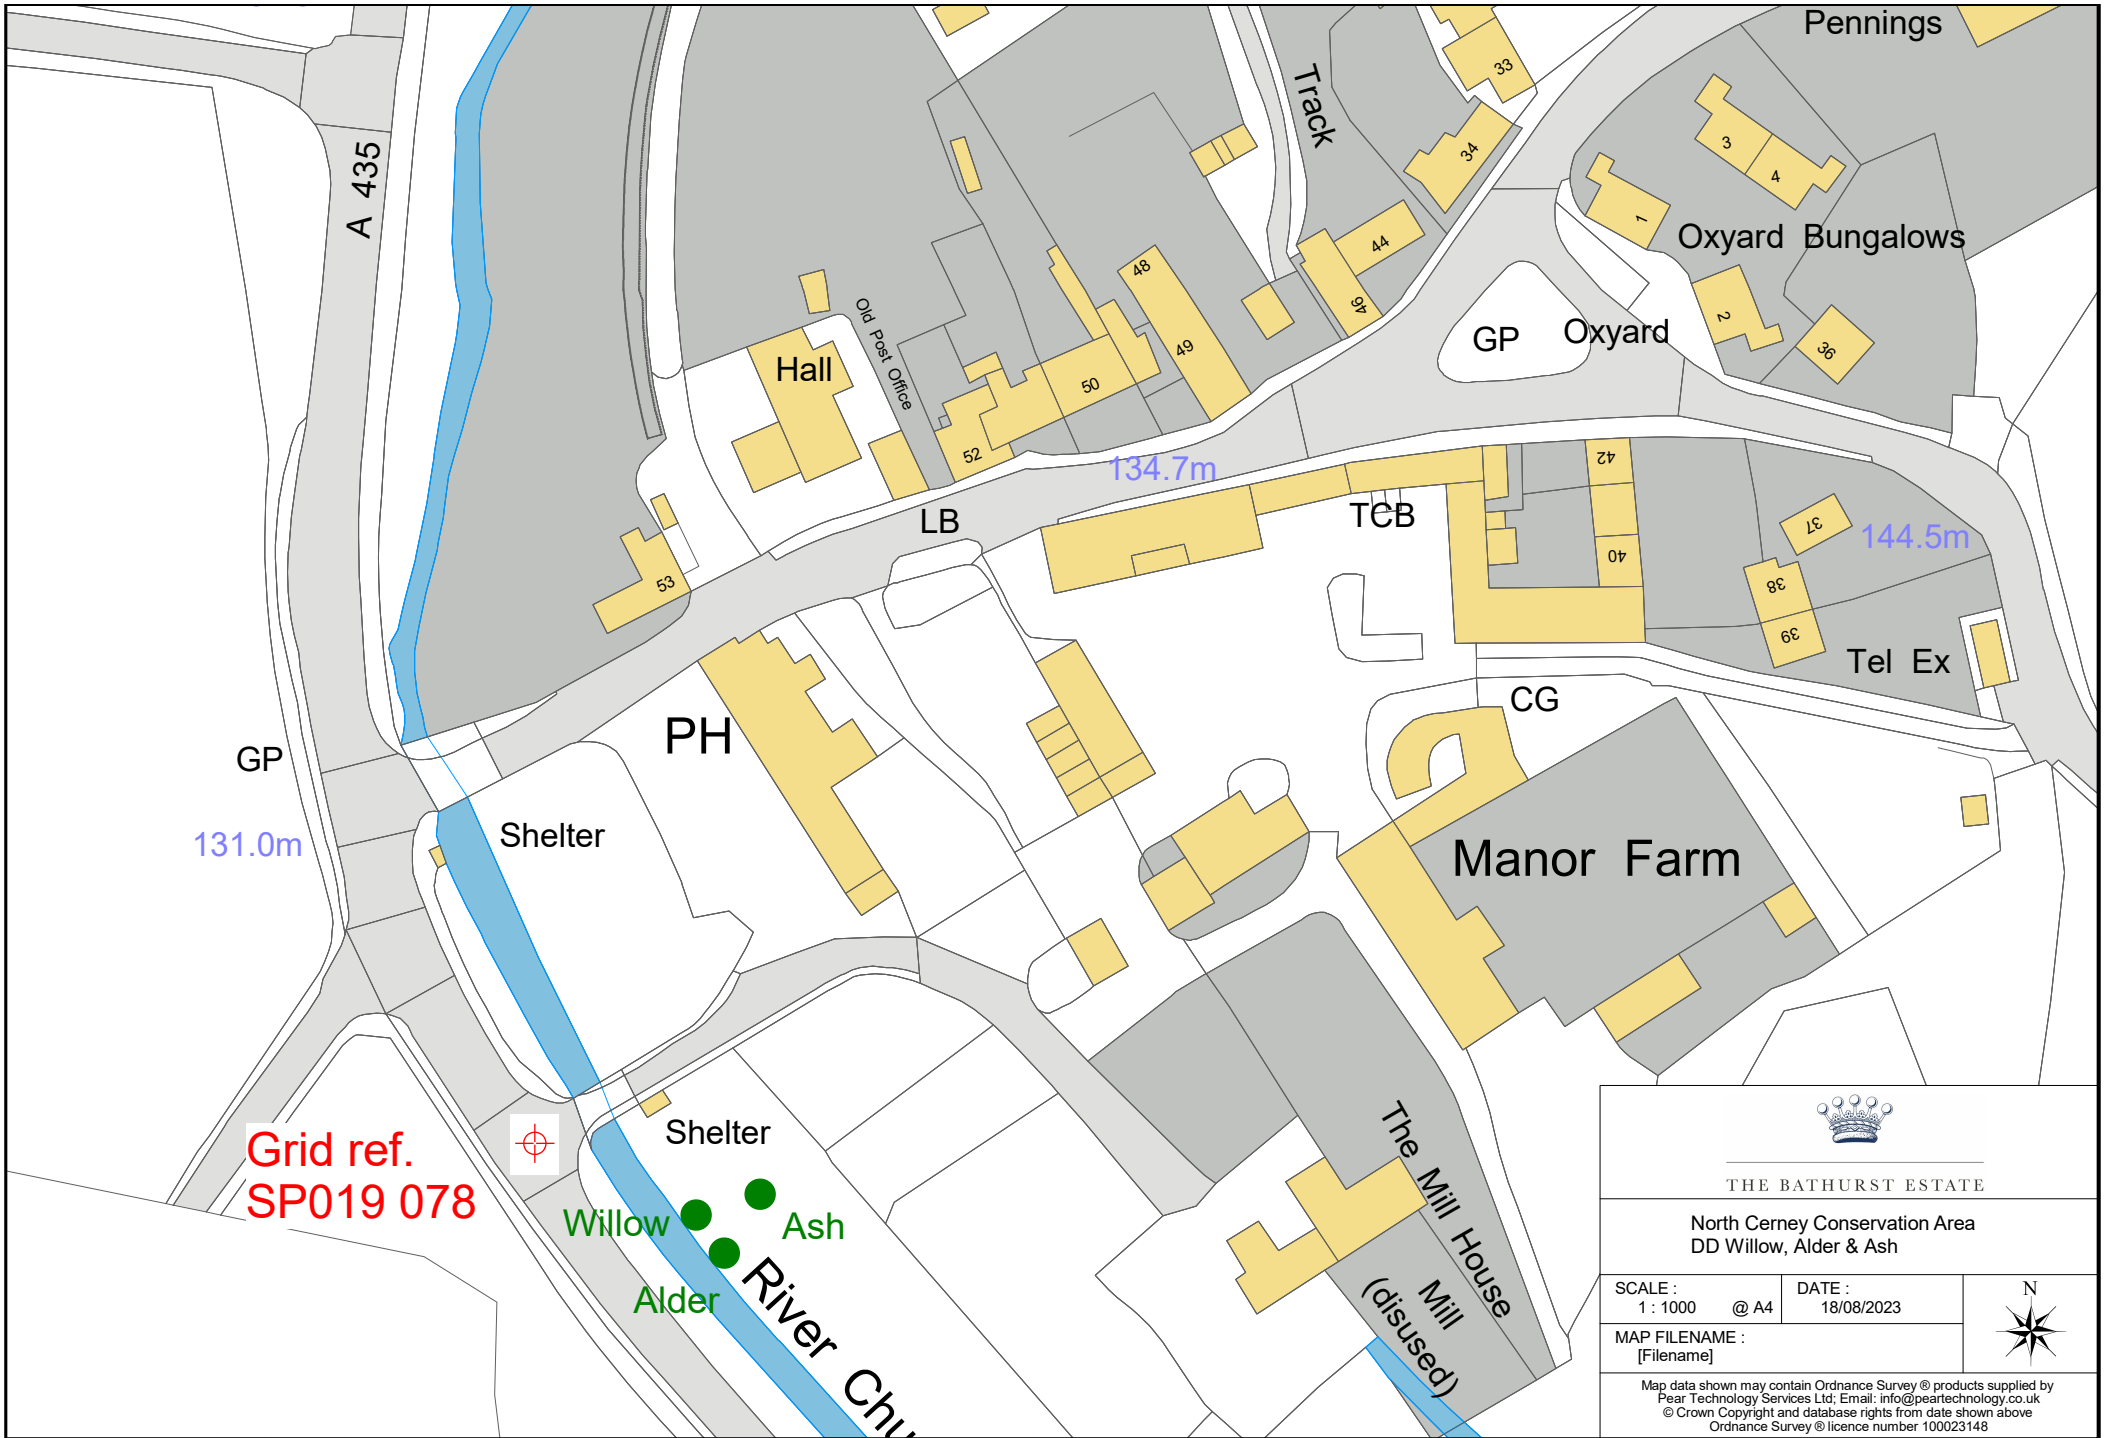 Pennings
33
Track
A 435
34
3
4
1
Oxyard Bungalows
44
48
46
2
Old Post Office
GP
Oxyard
36
Hall
49
50
52
134.7m
42
LB
TCB
37
144.5m
40
53
38
39
Tel Ex
PH
CG
GP
Shelter
131.0m
Manor Farm
Shelter
Grid ref.
SP019 078
Willow
Ash
Alder
River Chu
The Mill House
Mill
(disused)
THE BATHURST ESTATE
North Cerney Conservation Area
DD Willow, Alder & Ash
SCALE :
1 : 1000 @ A4
DATE :
18/08/2023
N
MAP FILENAME :
[Filename]
Map data shown may contain Ordnance Survey ® products supplied by
Pear Technology Services Ltd; Email: info@peartechnology.co.uk
© Crown Copyright and database rights from date shown above
Ordnance Survey ® licence number 100023148